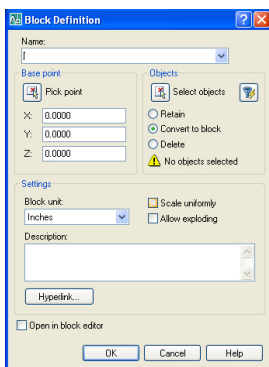 Block Definition
Name:
Base point
Pick point
X: 0.0000
Y: 0.0000
Z: 0.0000
Objects
Select objects
Retain
Convert to block
Delete
No objects selected
Settings
Block unit:
Inches
Scale uniformly
Allow exploding
Description:
Hyperlink...
Open in block editor
OK Cancel Help